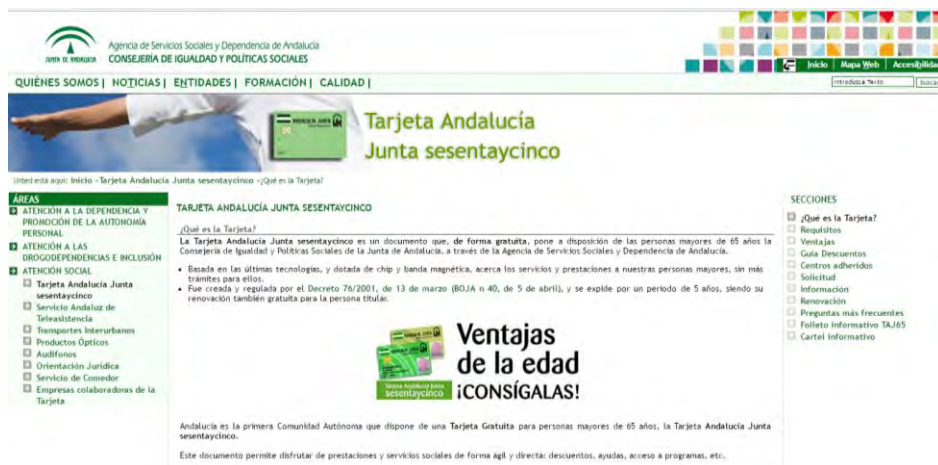 Agencia de Servicios Sociales y Dependencia de Andalucía
JUNTA DE ANDALUCIA CONSEJERÍA DE IGUALDAD Y POLÍTICAS SOCIALES
Inicio | Mapa Web | Accesibilidad
QUIÉNES SOMOS | NOTICIAS | ENTIDADES | FORMACIÓN | CALIDAD |
Introduzca Texto
Tarjeta Andalucía
Junta sesentaycinco
Usted está aquí: Inicio -Tarjeta Andalucía Junta sesentaycinco -¿Qué es la Tarjeta?
ÁREAS
ATENCIÓN A LA DEPENDENCIA Y
PROMOCIÓN DE LA AUTONOMÍA
PERSONAL
ATENCIÓN A LAS
DROGODEPENDENCIAS E INCLUSIÓN
ATENCIÓN SOCIAL
Tarjeta Andalucía Junta
sesentaycinco
Servicio Andaluz de
Teleasistencia
Transportes Interurbanos
Productos Ópticos
Audífonos
Orientación Jurídica
Servicio de Comedor
Empresas colaboradoras de la
Tarjeta
TARJETA ANDALUCÍA JUNTA SESENTAYCINCO
¿Qué es la Tarjeta?
La Tarjeta Andalucía Junta sesentaycinco es un documento que, de forma gratuita, pone a disposición de las personas mayores de 65 años la
Consejería de Igualdad y Políticas Sociales de la Junta de Andalucía, a través de la Agencia de Servicios Sociales y Dependencia de Andalucía.
Basada en las últimas tecnologías, y dotada de chip y banda magnética, acerca los servicios y prestaciones a nuestras personas mayores, sin más
trámites para ellos.
Fue creada y regulada por el Decreto 76/2001, de 13 de marzo (BOJA n 40, de 5 de abril), y se expide por un periodo de 5 años, siendo su
renovación también gratuita para la persona titular.
Ventajas
de la edad
¡CONSÍGALAS!
tarjeta Andalucía Junta
sesentaycinco
Andalucía es la primera Comunidad Autónoma que dispone de una Tarjeta Gratuita para personas mayores de 65 años, la Tarjeta Andalucía Junta
sesentaycinco.
Este documento permite disfrutar de prestaciones y servicios sociales de forma ágil y directa: descuentos, ayudas, acceso a programas, etc.
SECCIONES
¿Qué es la Tarjeta?
Requisitos
Ventajas
Guía Descuentos
Centros adheridos
Solicitud
Información
Renovación
Preguntas más frecuentes
Folleto informativo TAJ65
Cartel informativo